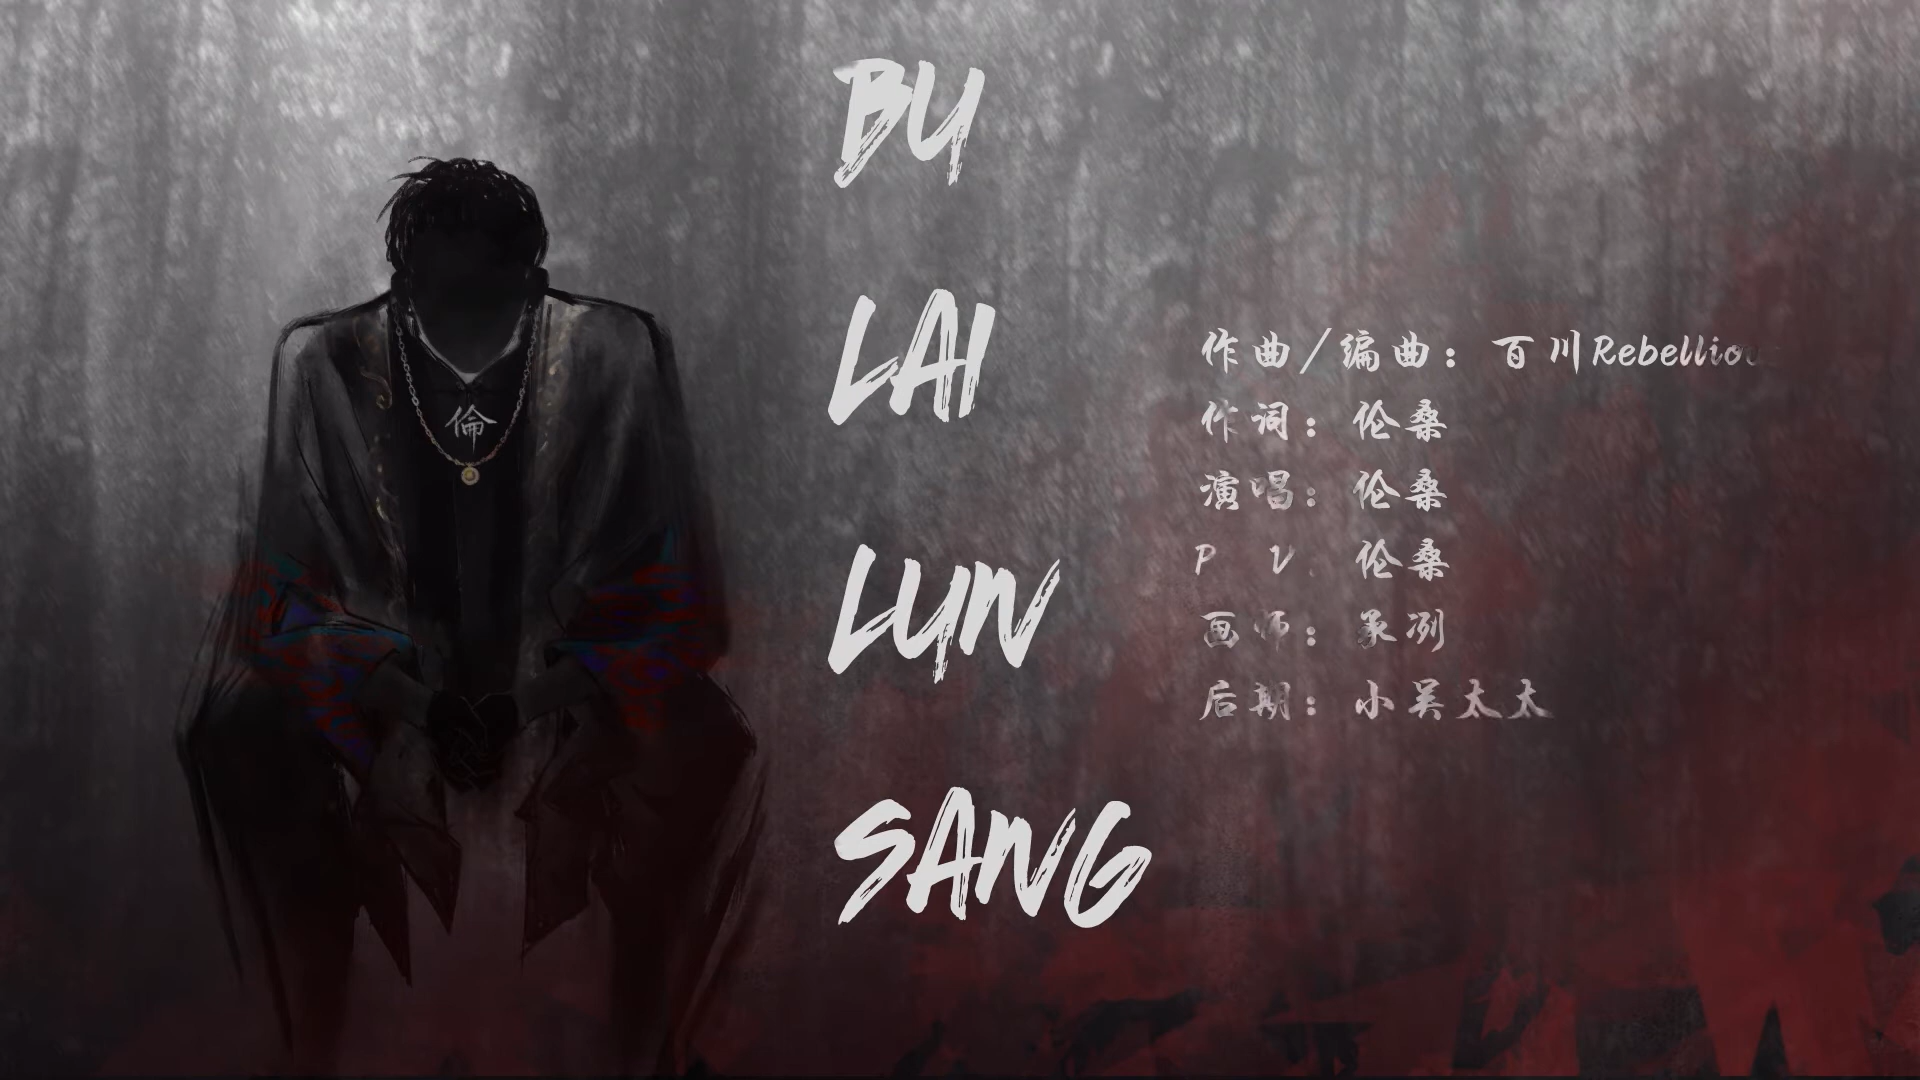 倫
BU
LAI
LUN
SANG
作曲/编曲：百川Rebellio
作词：伦桑
演唱：伦桑
P V 伦桑
画师：象冽
后期：小吴太太